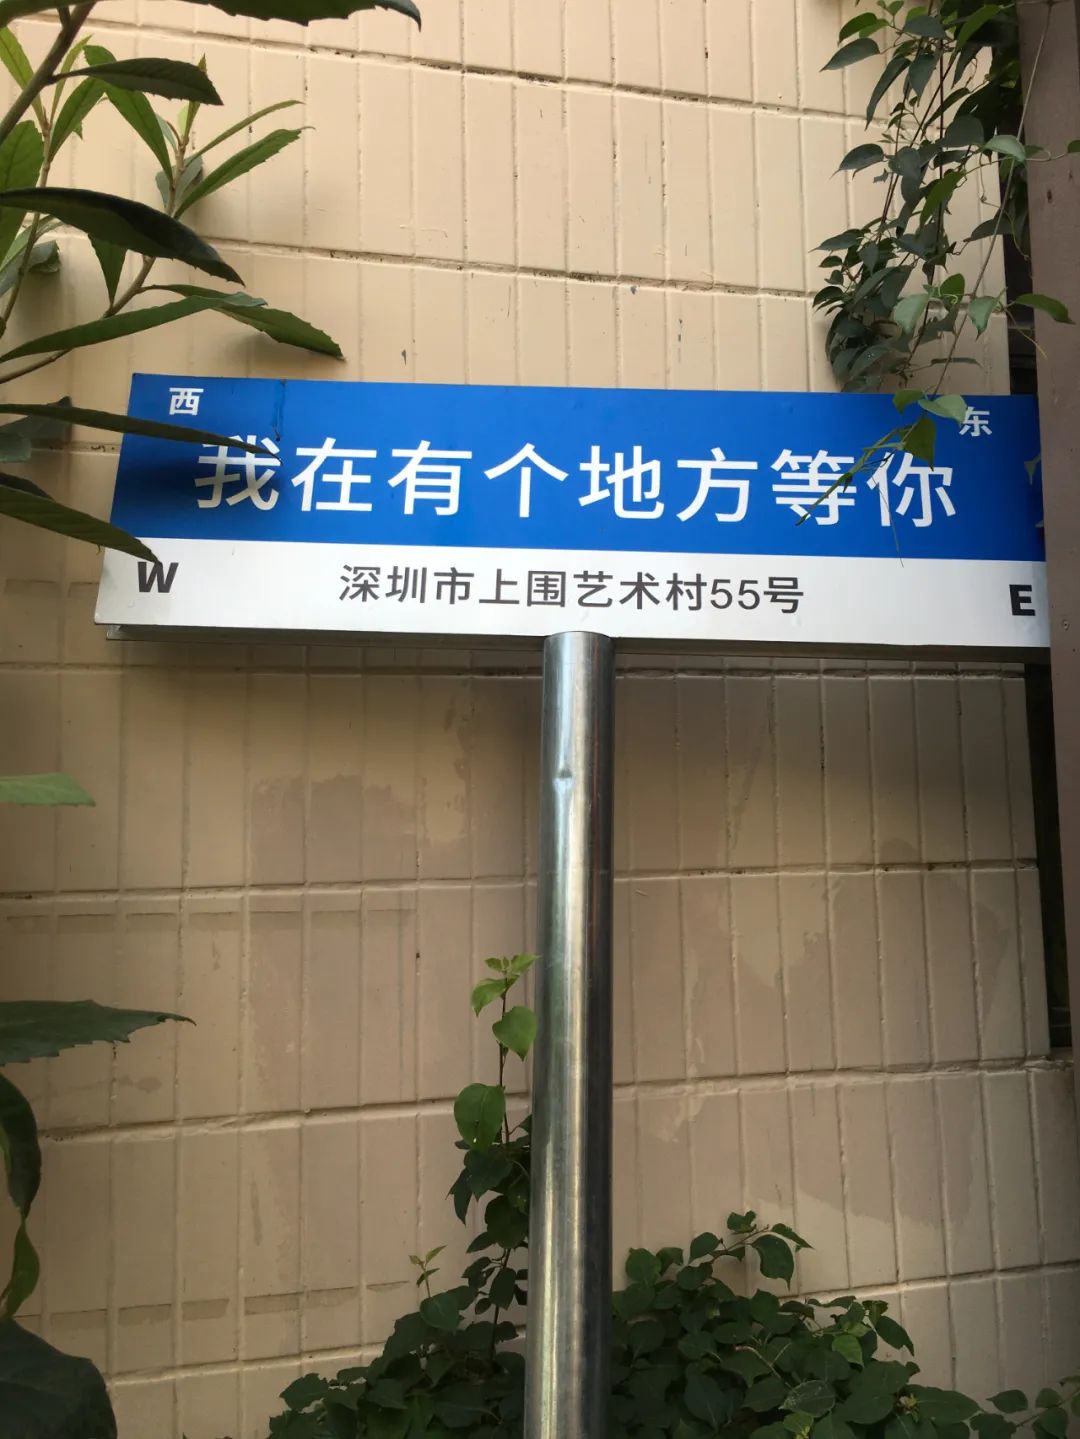 西 东
我在有个地方等你
W 深圳市上围艺术村55号 E